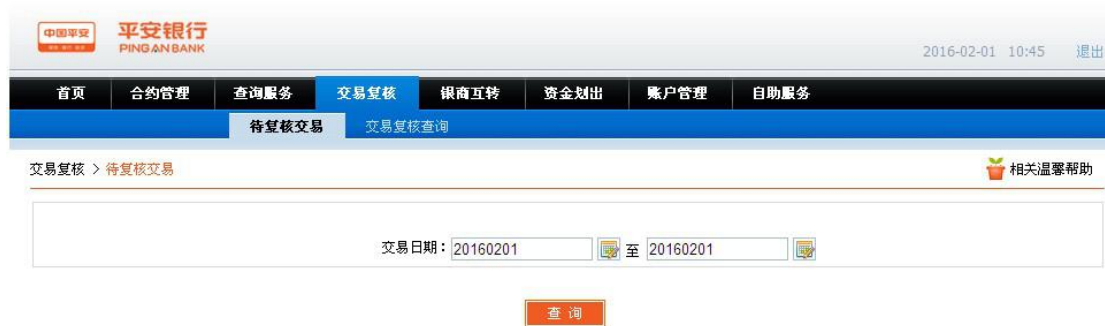 中国平安
平安银行
PINGAN BANK
2016-02-01 10:45 退出
首页 合约管理 查询服务 交易复核 银商互转 资金划出 账户管理 自助服务
待复核交易 交易复核查询
交易复核 > 待复核交易 相关温馨帮助
交易日期：20160201 至 20160201
查 询